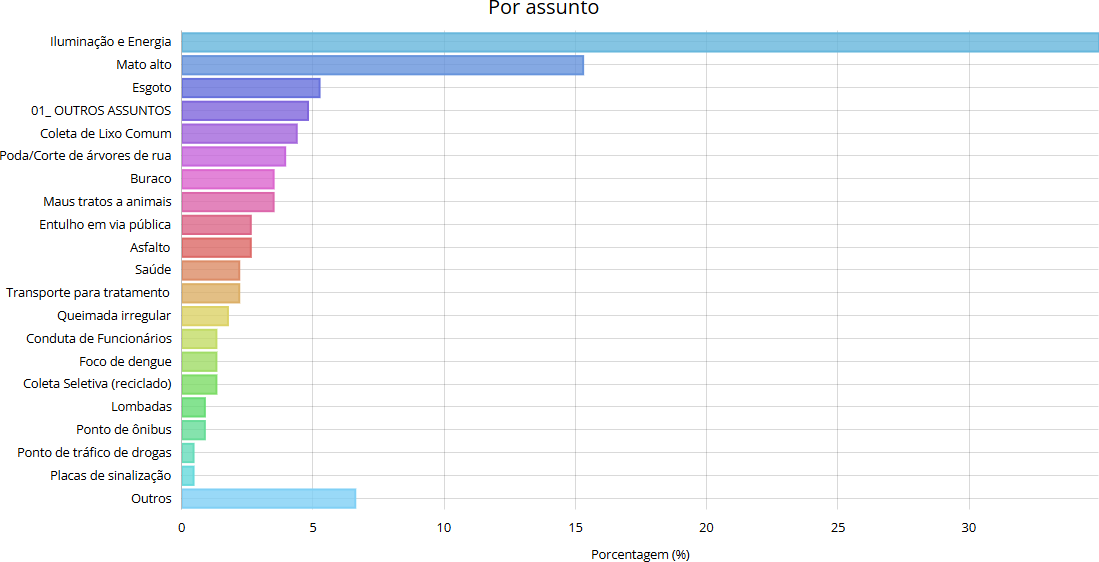 Por assunto
Iluminação e Energia
Mato alto
Esgoto
01_ OUTROS ASSUNTOS
Coleta de Lixo Comum
Poda/Corte de árvores de rua
Buraco
Maus tratos a animais
Entulho em via pública
Asfalto
Saúde
Transporte para tratamento
Queimada irregular
Conduta de Funcionários
Foco de dengue
Coleta Seletiva (reciclado)
Lombadas
Ponto de ônibus
Ponto de tráfico de drogas
Placas de sinalização
Outros
0 5 10 15 20 25 30
Porcentagem (%)